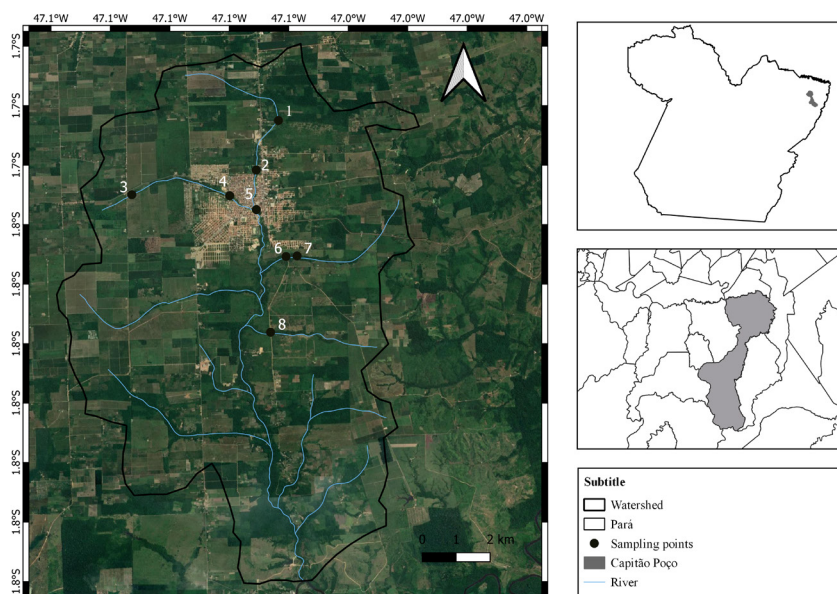 47.1°W 47.1°W 47.1°W 47.1°W 47.1°W 47.0°W 47.0°W 47.0°W 47.0°W
1.7°S
1.7°S
1.7°S
1.8°S
1.8°S
1.8°S
1.8°S
1.8°S
1.8°S
1.8°S
1
2
3
4
5
6
7
8
0 1 2 km
Subtitle
Watershed
Pará
Sampling points
Capitão Poço
River